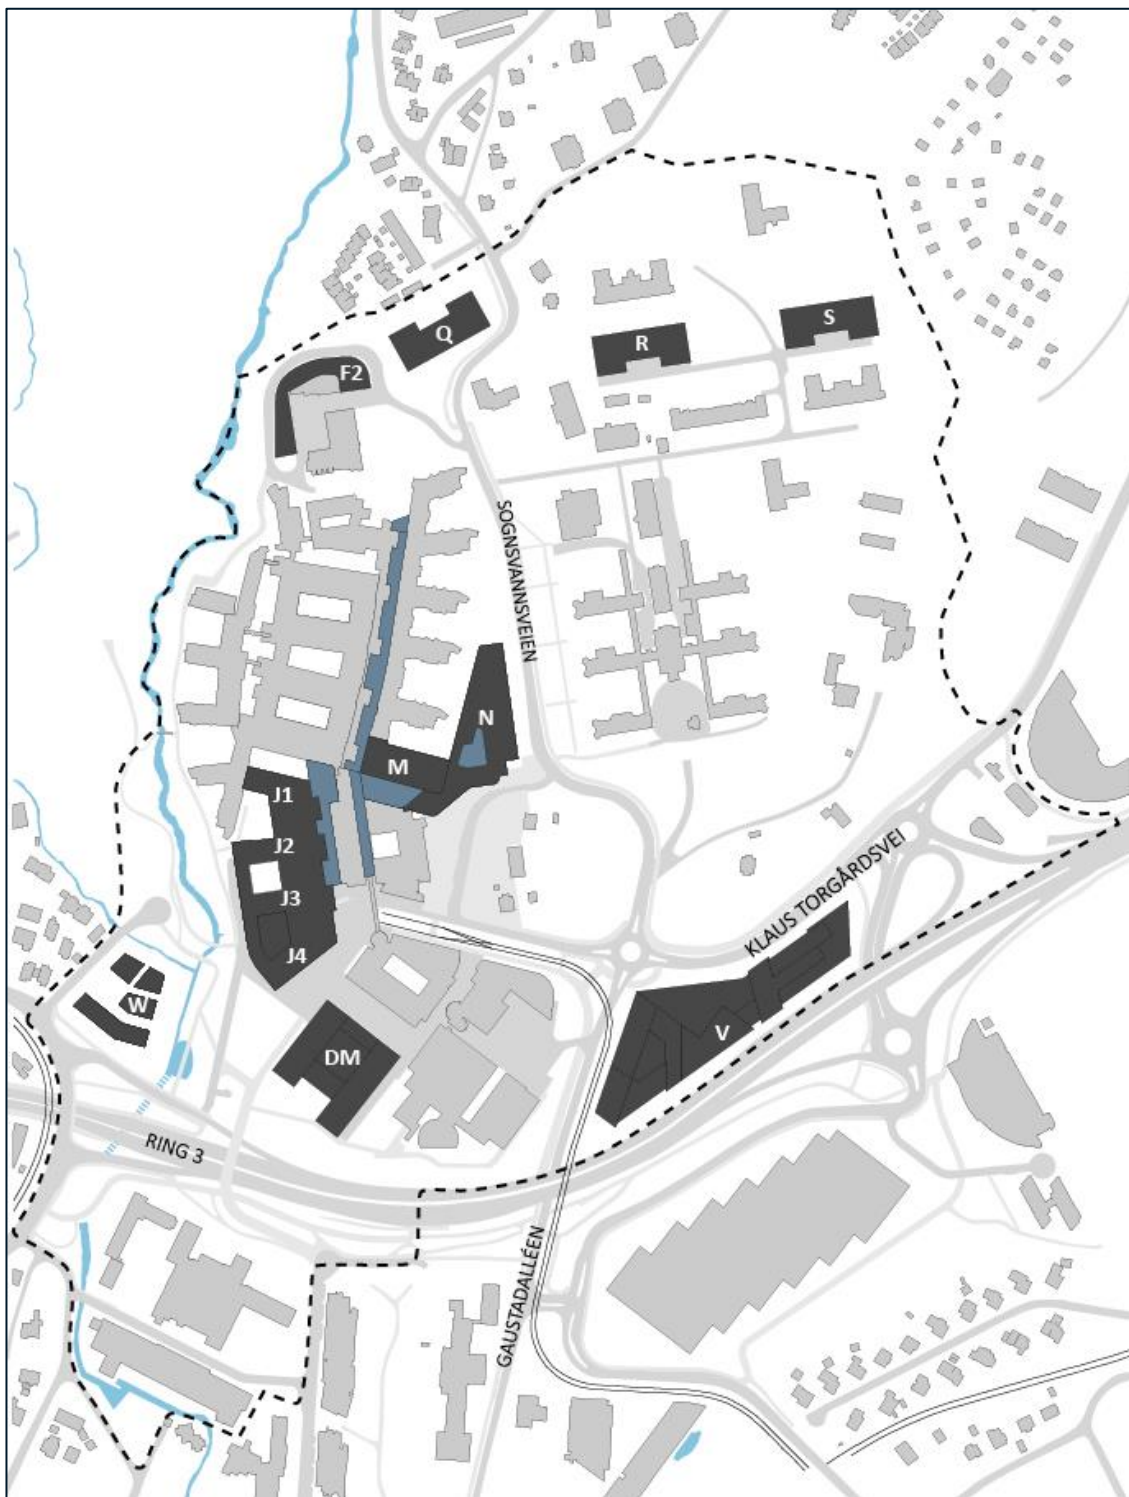 S
Q
R
F2
SOGNSVANNSVEIEN
N
M
J1
J2
J3
J4
KLAUS TORGÅRDSVEI
W
V
DM
RING 3
GAUSTADALLÉEN